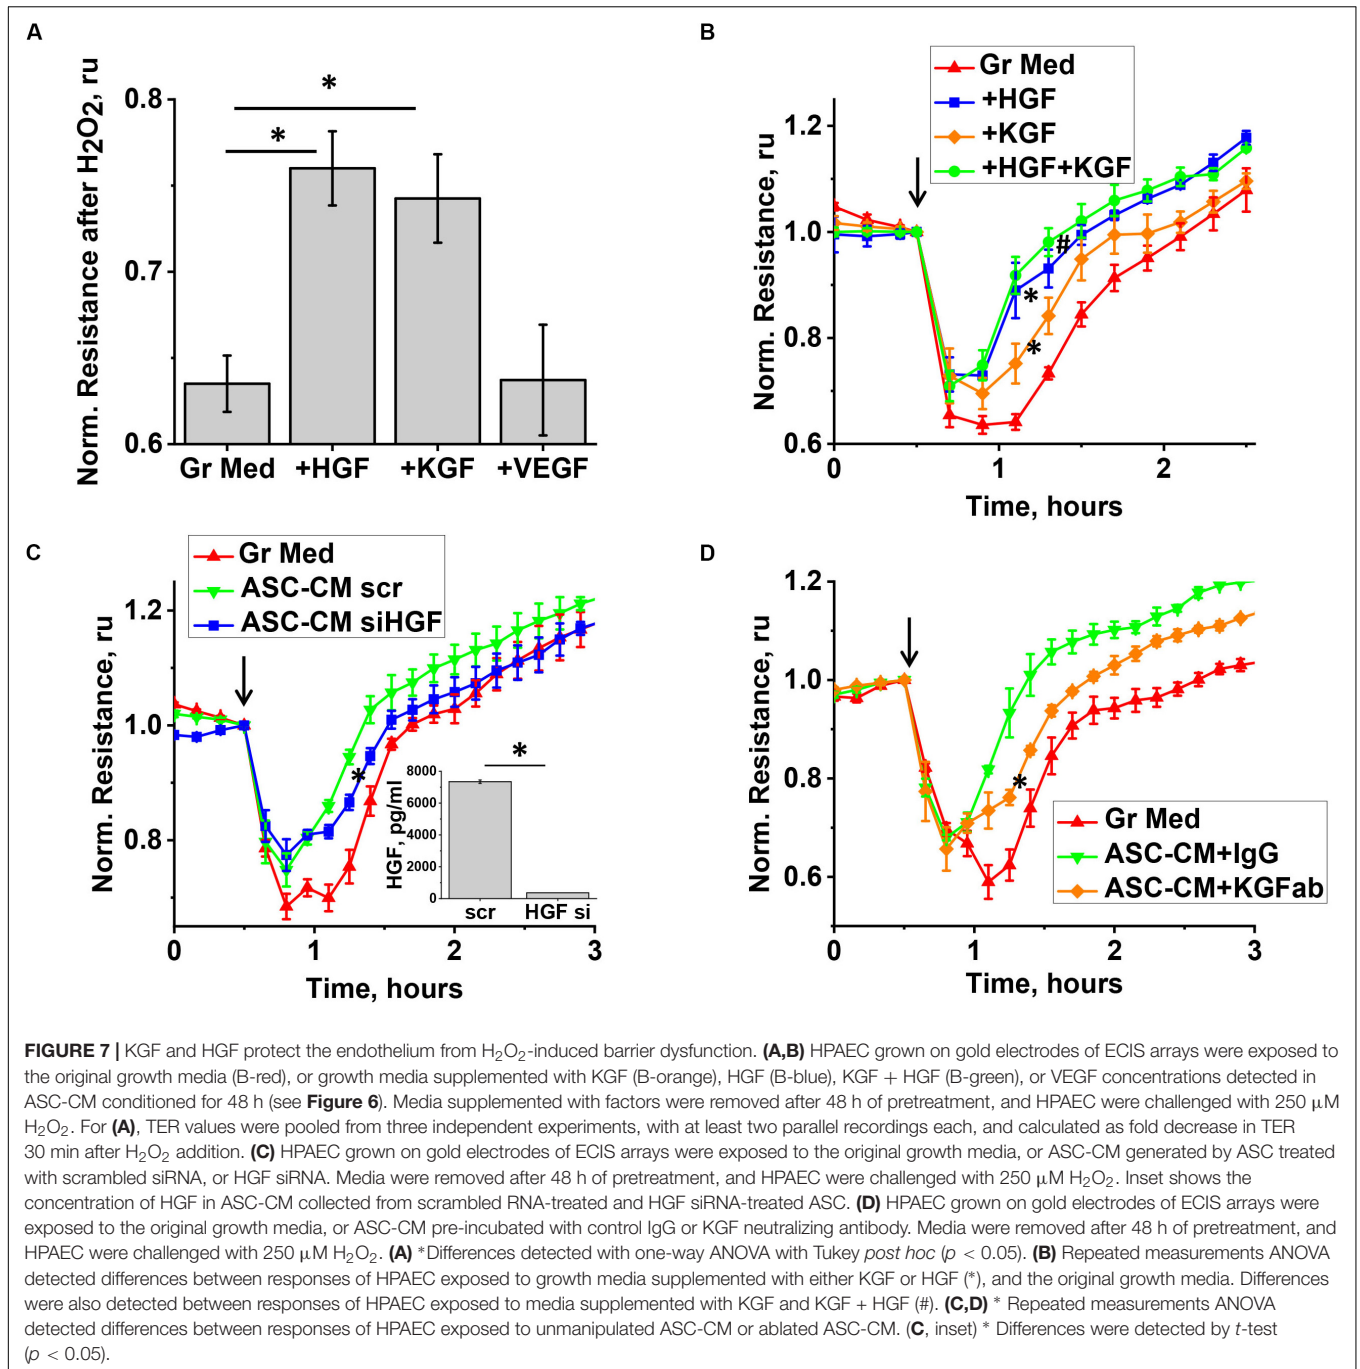 A
Norm. Resistance after H₂O₂, ru
0.8
0.7
0.6
*
*
Gr Med +HGF +KGF +VEGF
B
Gr Med
+HGF
+KGF
+HGF+KGF
Norm. Resistance, ru
1.2
1.0
0.8
0.6
#
*
*
0 1 2
Time, hours
C
Gr Med
ASC-CM scr
ASC-CM siHGF
Norm. Resistance, ru
1.2
1.0
0.8
*
HGF, pg/ml
8000
6000
4000
2000
0
*
scr HGF si
0 1 2 3
Time, hours
D
Norm. Resistance, ru
1.2
1.0
0.8
0.6
*
Gr Med
ASC-CM+IgG
ASC-CM+KGFab
0 1 2 3
Time, hours
FIGURE 7 | KGF and HGF protect the endothelium from H₂O₂-induced barrier dysfunction. (A,B) HPAEC grown on gold electrodes of ECIS arrays were exposed to
the original growth media (B-red), or growth media supplemented with KGF (B-orange), HGF (B-blue), KGF + HGF (B-green), or VEGF concentrations detected in
ASC-CM conditioned for 48 h (see Figure 6). Media supplemented with factors were removed after 48 h of pretreatment, and HPAEC were challenged with 250 μM
H₂O₂. For (A), TER values were pooled from three independent experiments, with at least two parallel recordings each, and calculated as fold decrease in TER
30 min after H₂O₂ addition. (C) HPAEC grown on gold electrodes of ECIS arrays were exposed to the original growth media, or ASC-CM generated by ASC treated
with scrambled siRNA, or HGF siRNA. Media were removed after 48 h of pretreatment, and HPAEC were challenged with 250 μM H₂O₂. Inset shows the
concentration of HGF in ASC-CM collected from scrambled RNA-treated and HGF siRNA-treated ASC. (D) HPAEC grown on gold electrodes of ECIS arrays were
exposed to the original growth media, or ASC-CM pre-incubated with control IgG or KGF neutralizing antibody. Media were removed after 48 h of pretreatment, and
HPAEC were challenged with 250 μM H₂O₂. (A) *Differences detected with one-way ANOVA with Tukey post hoc (p < 0.05). (B) Repeated measurements ANOVA
detected differences between responses of HPAEC exposed to growth media supplemented with either KGF or HGF (*), and the original growth media. Differences
were also detected between responses of HPAEC exposed to media supplemented with KGF and KGF + HGF (#). (C,D) * Repeated measurements ANOVA
detected differences between responses of HPAEC exposed to unmanipulated ASC-CM or ablated ASC-CM. (C, inset) * Differences were detected by t-test
(p < 0.05).